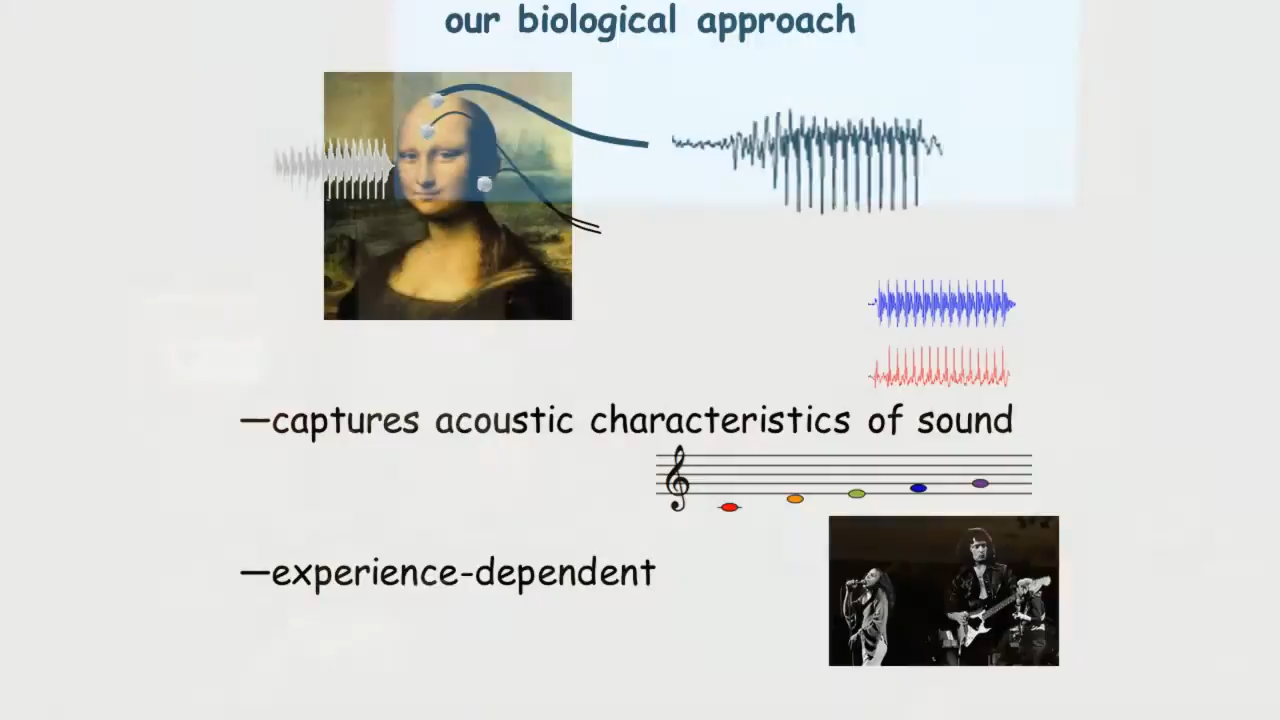 our biological approach
—captures acoustic characteristics of sound
—experience-dependent